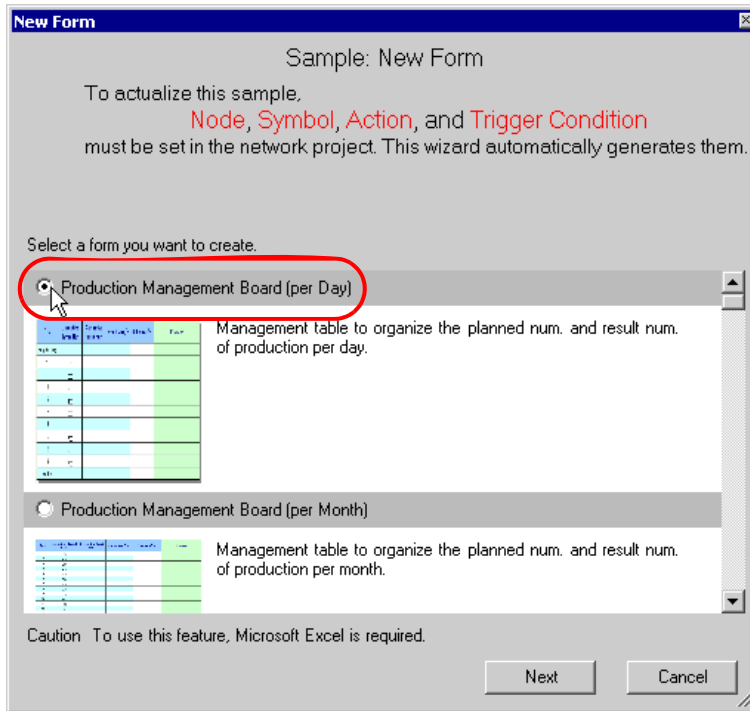 New Form
Sample: New Form
To actualize this sample,
Node, Symbol, Action, and Trigger Condition
must be set in the network project. This wizard automatically generates them.
Select a form you want to create.
Production Management Board (per Day)
Management table to organize the planned num. and result num.
of production per day.
Production Management Board (per Month)
Management table to organize the planned num. and result num.
of production per month.
Caution To use this feature, Microsoft Excel is required.
Next
Cancel